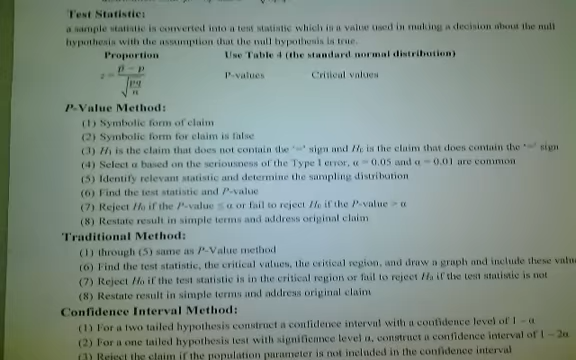 Test Statistic:
a sample statistic is converted into a test statistic which is a value used in making a decision about the null
hypothesis with the assumption that the null hypothesis is true.
Proportion Use Table 4 (the standard normal distribution)
z = (p̂ − p) / √(pq/n) P-values Critical values
P-Value Method:
(1) Symbolic form of claim
(2) Symbolic form for claim is false
(3) H₁ is the claim that does not contain the "=" sign and H₀ is the claim that does contain the "=" sign
(4) Select α based on the seriousness of the Type I error, α = 0.05 and α = 0.01 are common
(5) Identify relevant statistic and determine the sampling distribution
(6) Find the test statistic and P-value
(7) Reject H₀ if the P-value ≤ α or fail to reject H₀ if the P-value > α
(8) Restate result in simple terms and address original claim
Traditional Method:
(1) through (5) same as P-Value method
(6) Find the test statistic, the critical values, the critical region, and draw a graph and include these valu
(7) Reject H₀ if the test statistic is in the critical region or fail to reject H₀ if the test statistic is not
(8) Restate result in simple terms and address original claim
Confidence Interval Method:
(1) For a two tailed hypothesis construct a confidence interval with a confidence level of 1 − α
(2) For a one tailed hypothesis test with significance level α, construct a confidence interval of 1 − 2α
(3) Reject the claim if the population parameter is not included in the confidence interval